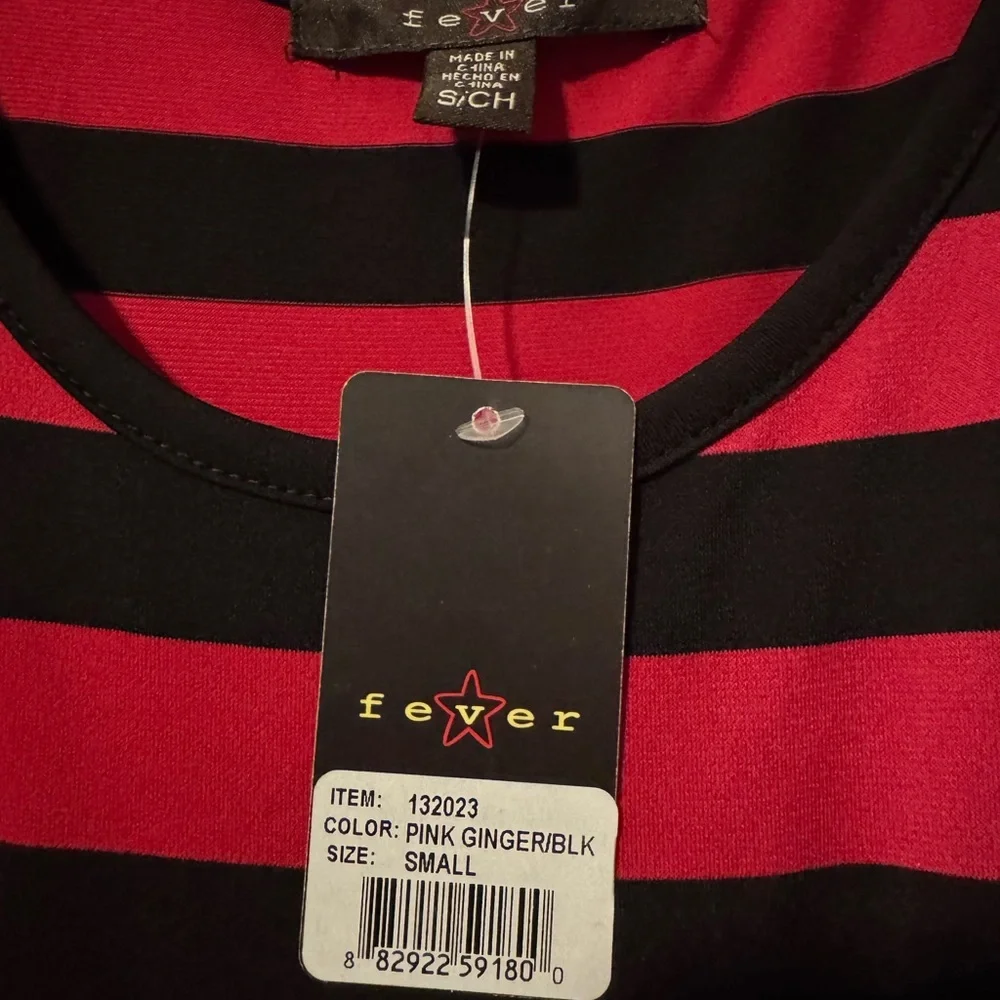 fever
MADE IN
CHINA
HECHO EN
CHINA
S/CH
fever
ITEM: 132023
COLOR: PINK GINGER/BLK
SIZE: SMALL
8 82922 59180 0